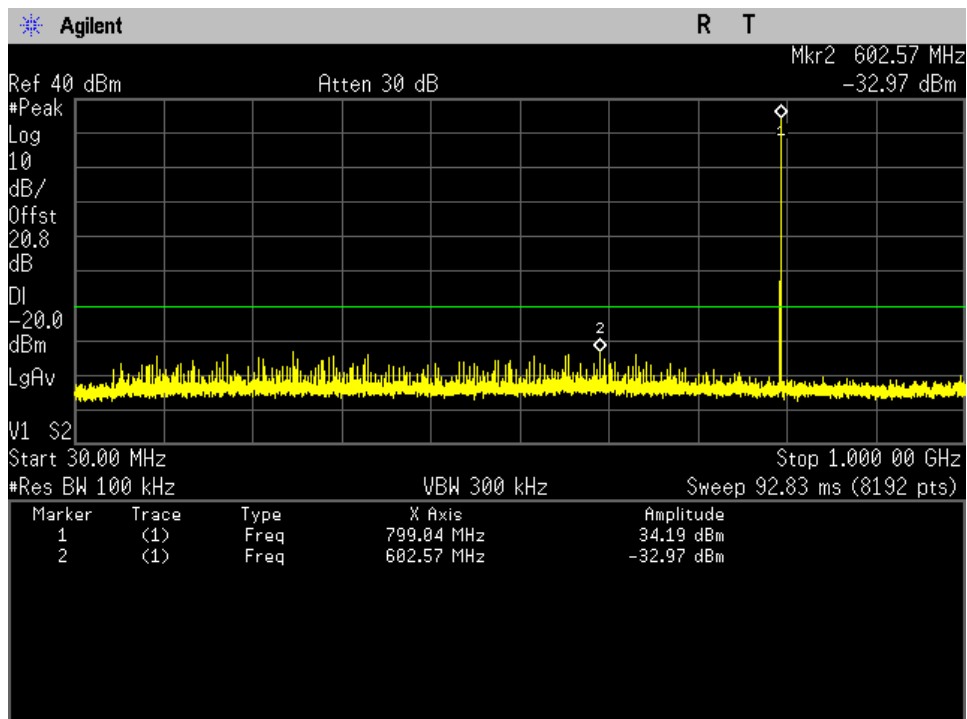 Agilent R T
Mkr2 602.57 MHz
Ref 40 dBm Atten 30 dB -32.97 dBm
#Peak
Log
10
dB/
Offst
20.8
dB
DI
-20.0
dBm
LgAv
V1 S2
1
2
Start 30.00 MHz Stop 1.000 00 GHz
#Res BW 100 kHz VBW 300 kHz Sweep 92.83 ms (8192 pts)
Marker Trace Type X Axis Amplitude
1 (1) Freq 799.04 MHz 34.19 dBm
2 (1) Freq 602.57 MHz -32.97 dBm